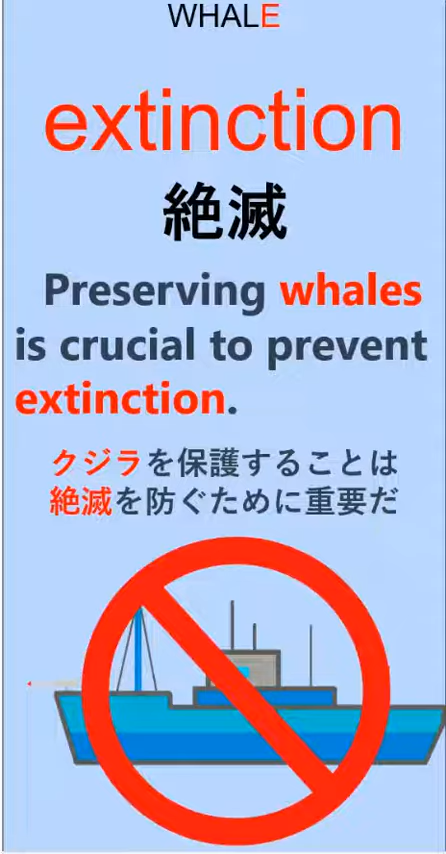 WHALE
extinction
絶滅
Preserving whales
is crucial to prevent
extinction.
クジラを保護することは
絶滅を防ぐために重要だ